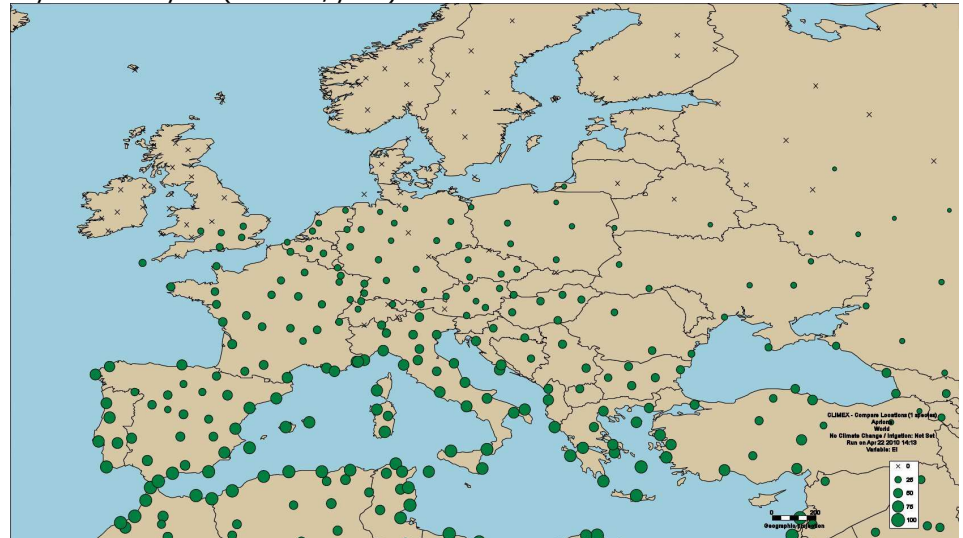 CLIMEX - Compare Locations (1 species)
World
No Climate Change / Irrigation: Not Set
Run on Apr 22 2010 14:13
Variable: EI
0
25
50
75
100
0 200
Geographic Projection